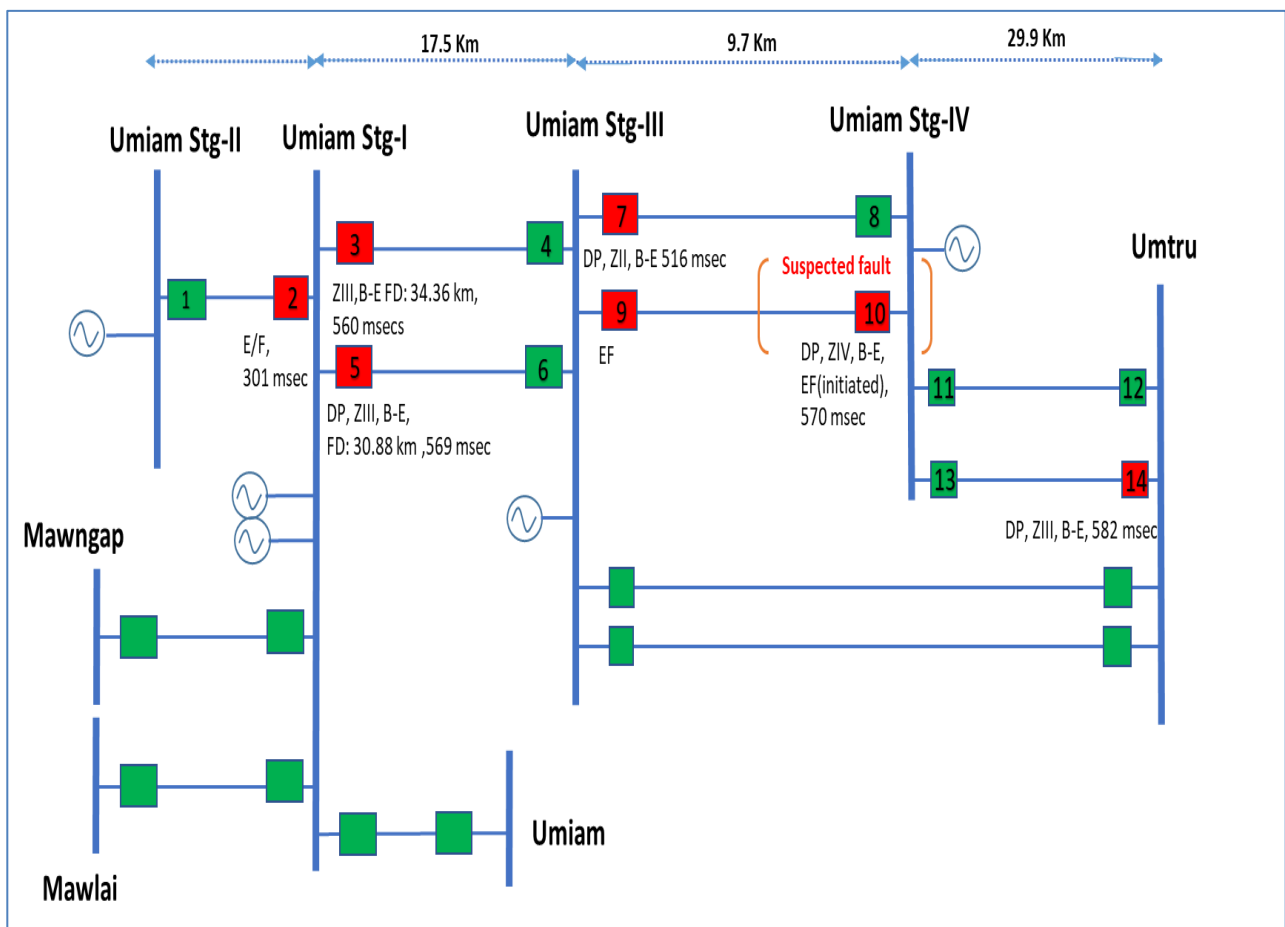 17.5 Km
9.7 Km
29.9 Km
Umiam Stg-II
Umiam Stg-I
Umiam Stg-III
Umiam Stg-IV
Umtru
1
2
E/F,
301 msec
3
ZIII,B-E FD: 34.36 km,
560 msecs
4
5
DP, ZIII, B-E,
FD: 30.88 km ,569 msec
6
7
DP, ZII, B-E 516 msec
8
Suspected fault
9
EF
10
DP, ZIV, B-E,
EF(initiated),
570 msec
11
12
13
14
DP, ZIII, B-E, 582 msec
Mawngap
Mawlai
Umiam